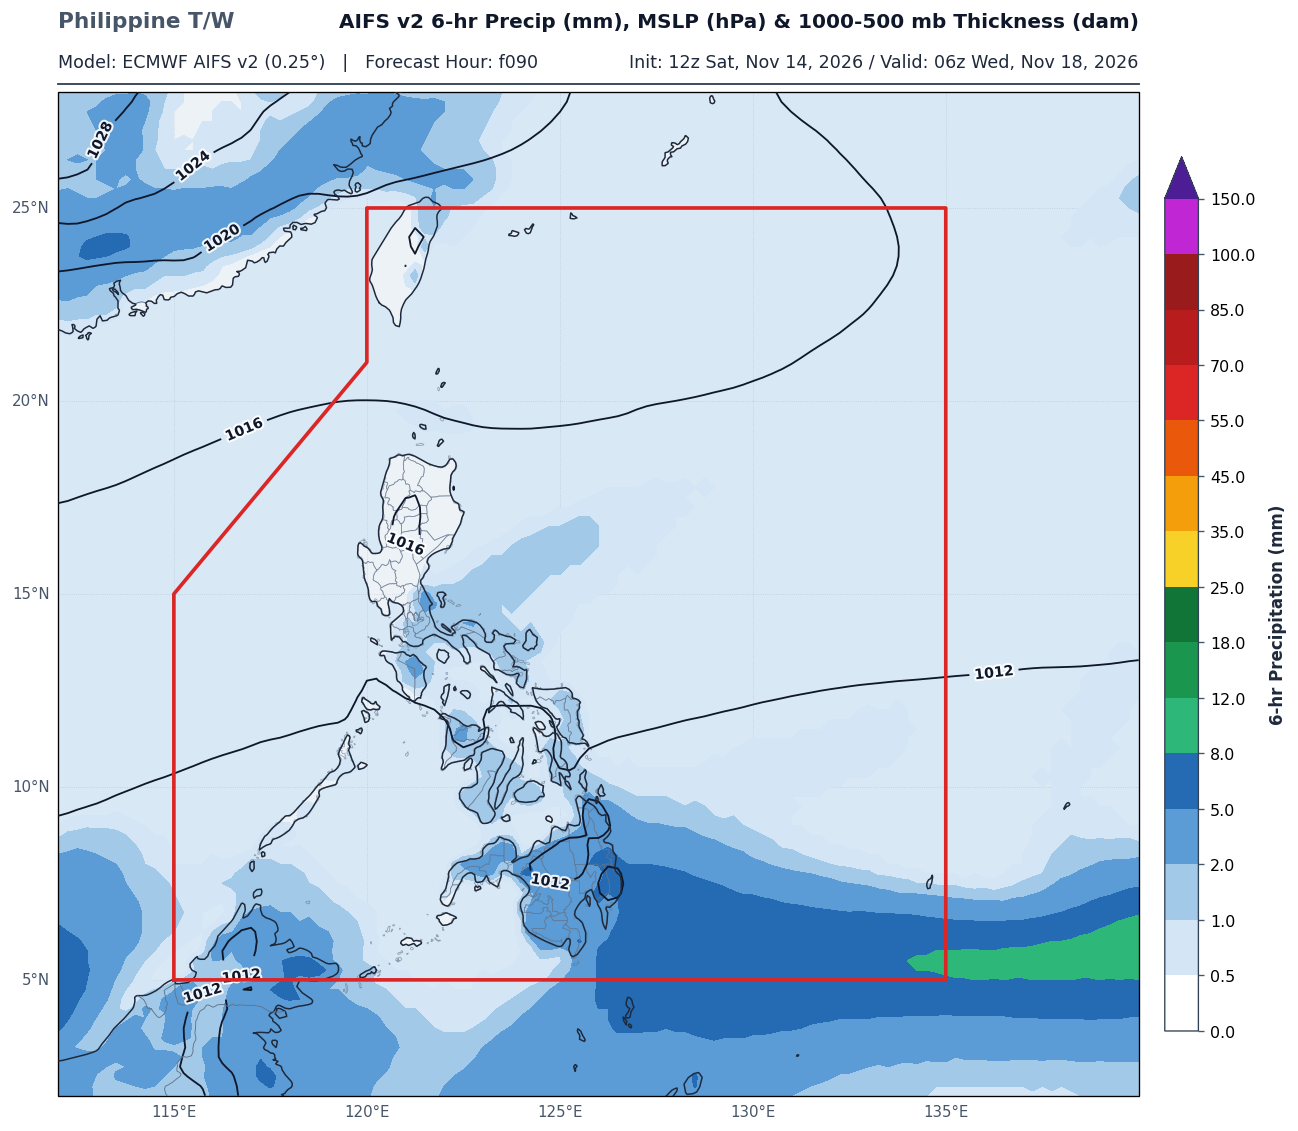 Philippine T/W
AIFS v2 6-hr Precip (mm), MSLP (hPa) & 1000-500 mb Thickness (dam)
Model: ECMWF AIFS v2 (0.25°) | Forecast Hour: f090
Init: 12z Sat, Nov 14, 2026 / Valid: 06z Wed, Nov 18, 2026
1028
1024
1020
1016
1016
1012
1012
1012
1012
25°N
20°N
15°N
10°N
5°N
115°E
120°E
125°E
130°E
135°E
150.0
100.0
85.0
70.0
55.0
45.0
35.0
25.0
18.0
12.0
8.0
5.0
2.0
1.0
0.5
0.0
6-hr Precipitation (mm)